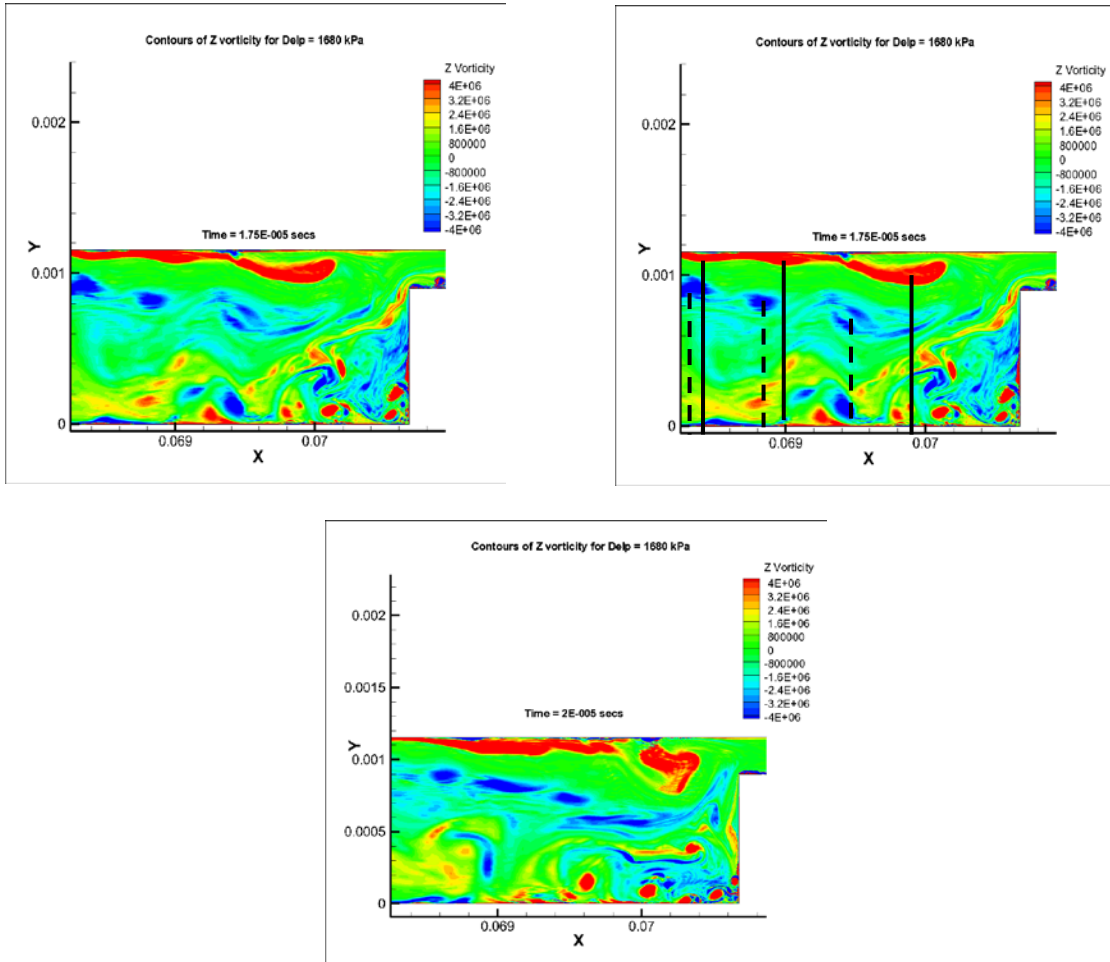 Contours of Z vorticity for Delp = 1680 kPa
Z Vorticity
4E+06
3.2E+06
2.4E+06
1.6E+06
800000
0
-800000
-1.6E+06
-2.4E+06
-3.2E+06
-4E+06
0.002
Time = 1.75E-005 secs
Y
0.001
0
0.069
0.07
X
Contours of Z vorticity for Delp = 1680 kPa
Z Vorticity
4E+06
3.2E+06
2.4E+06
1.6E+06
800000
0
-800000
-1.6E+06
-2.4E+06
-3.2E+06
-4E+06
0.002
Time = 1.75E-005 secs
Y
0.001
0
0.069
0.07
X
Contours of Z vorticity for Delp = 1680 kPa
Z Vorticity
4E+06
3.2E+06
2.4E+06
1.6E+06
800000
0
-800000
-1.6E+06
-2.4E+06
-3.2E+06
-4E+06
0.002
0.0015
Time = 2E-005 secs
Y
0.001
0.0005
0
0.069
0.07
X